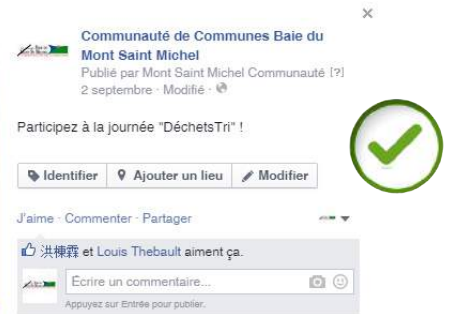 Communauté de Communes Baie du
Mont Saint Michel
Publié par Mont Saint Michel Communauté [?]
2 septembre · Modifié ·
Participez à la journée "DéchetsTri" !
Identifier Ajouter un lieu Modifier
J'aime · Commenter · Partager
洪棟霖 et Louis Thebault aiment ça.
Écrire un commentaire...
Appuyez sur Entrée pour publier.